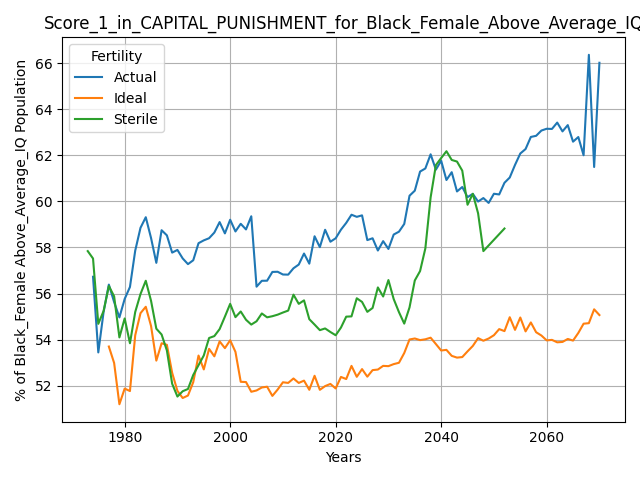 Score_1_in_CAPITAL_PUNISHMENT_for_Black_Female_Above_Average_IQ
Fertility
Actual
Ideal
Sterile
% of Black_Female Above_Average_IQ Population
66
64
62
60
58
56
54
52
1980
2000
2020
2040
2060
Years